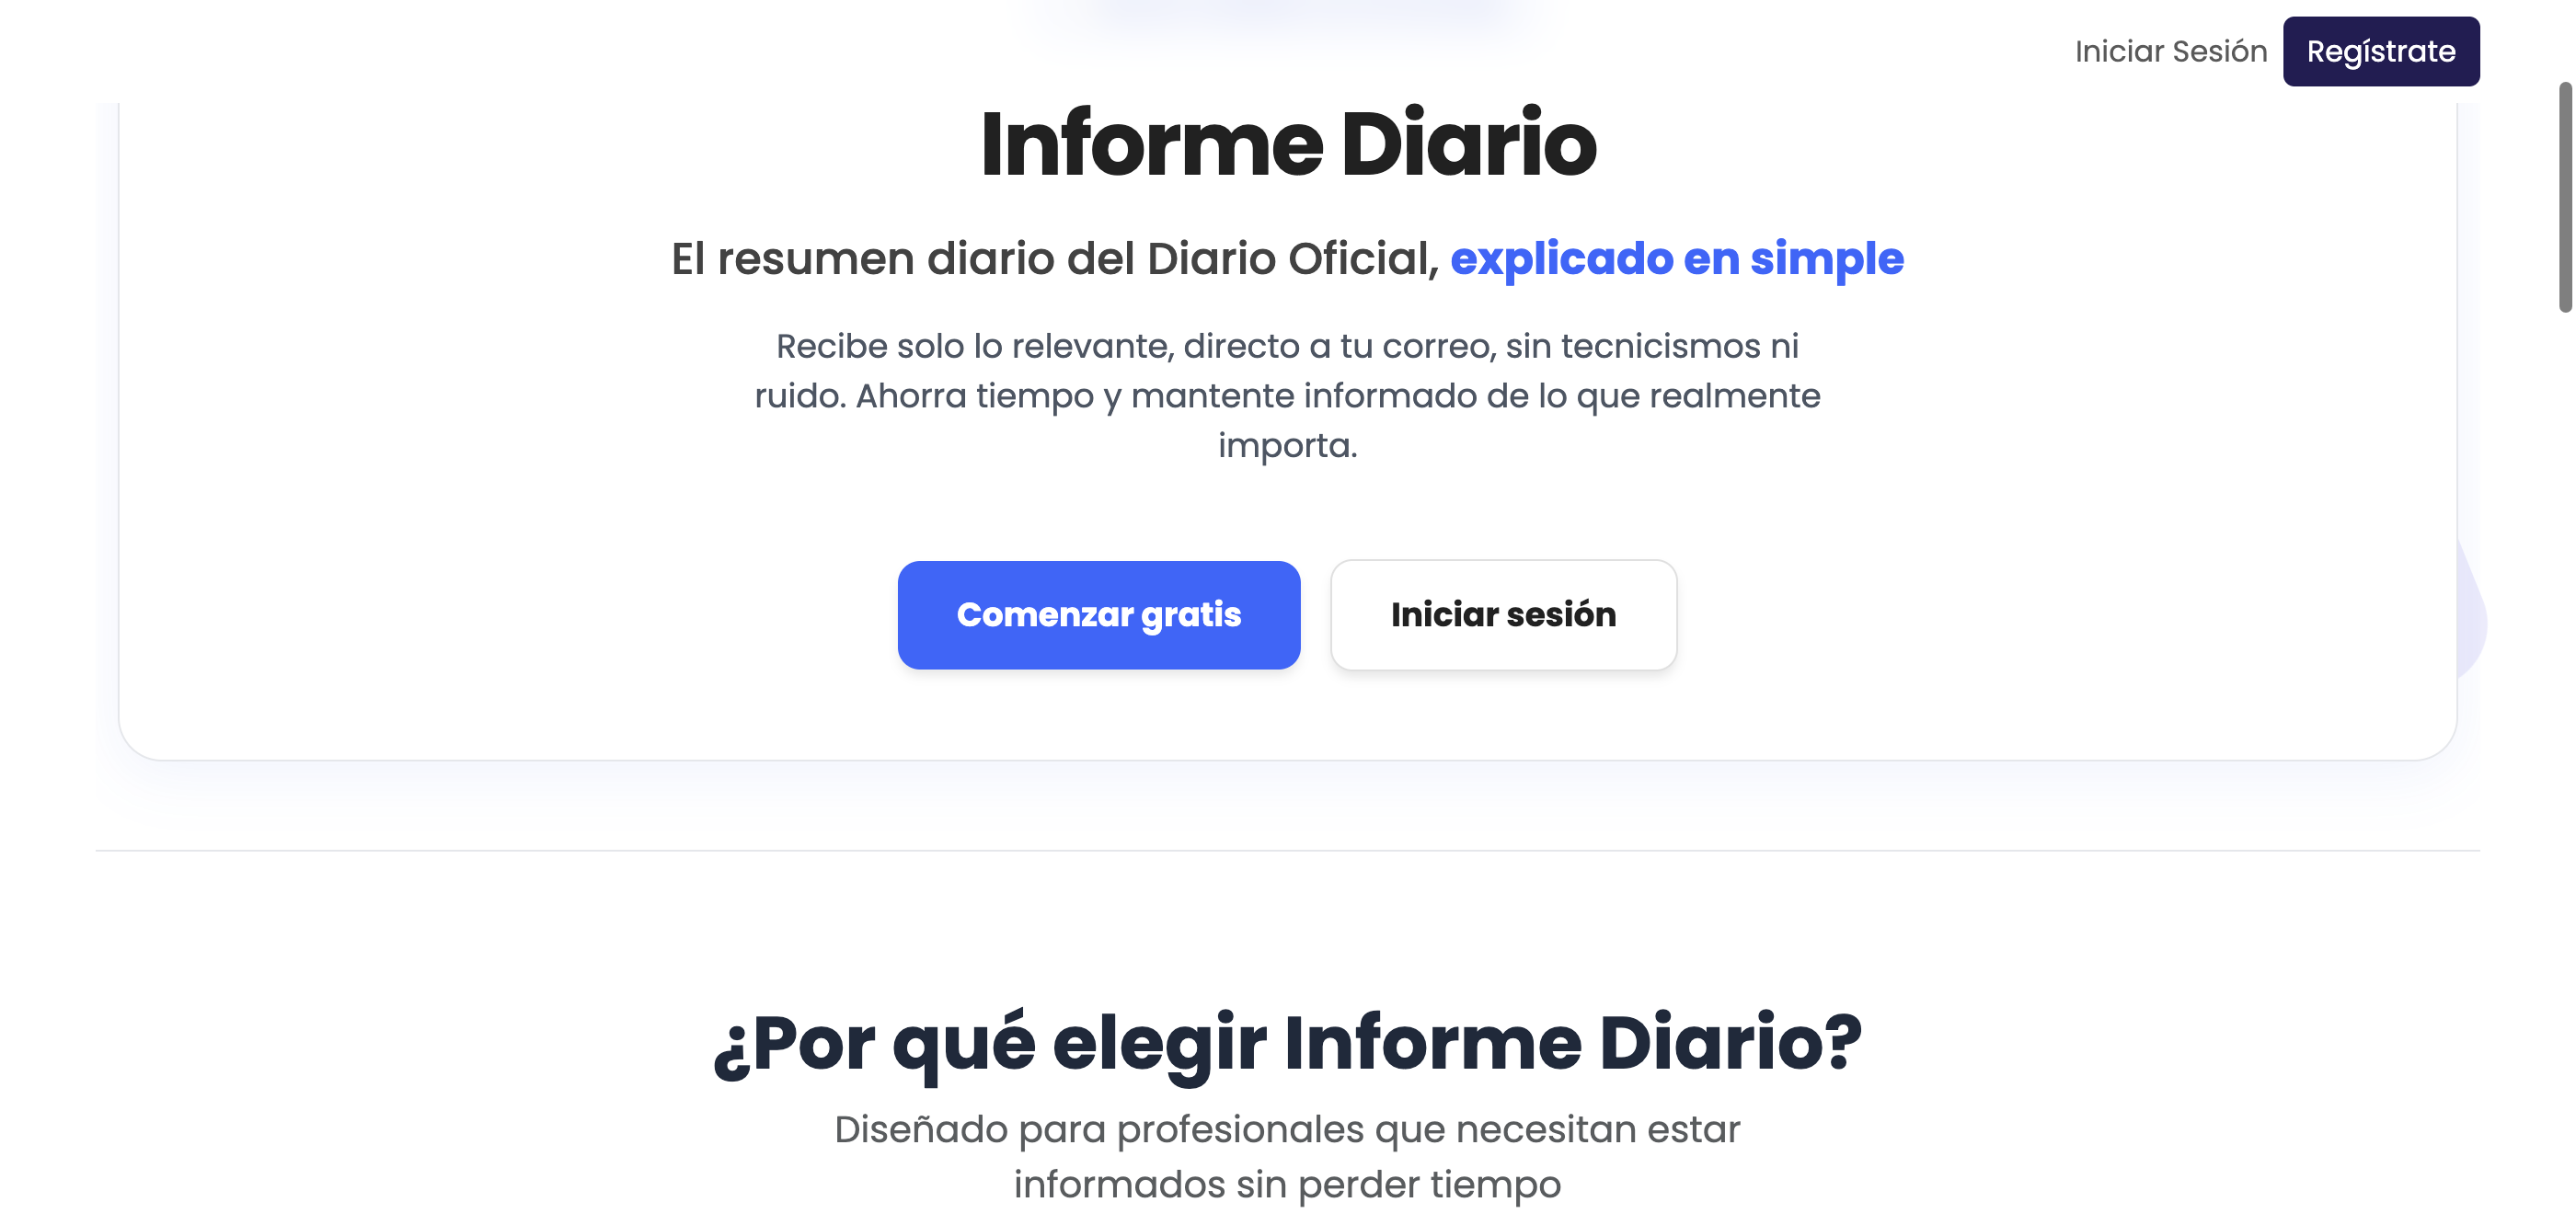 Iniciar Sesión
Regístrate
Informe Diario
El resumen diario del Diario Oficial, explicado en simple
Recibe solo lo relevante, directo a tu correo, sin tecnicismos ni
ruido. Ahorra tiempo y mantente informado de lo que realmente
importa.
Comenzar gratis
Iniciar sesión
¿Por qué elegir Informe Diario?
Diseñado para profesionales que necesitan estar
informados sin perder tiempo